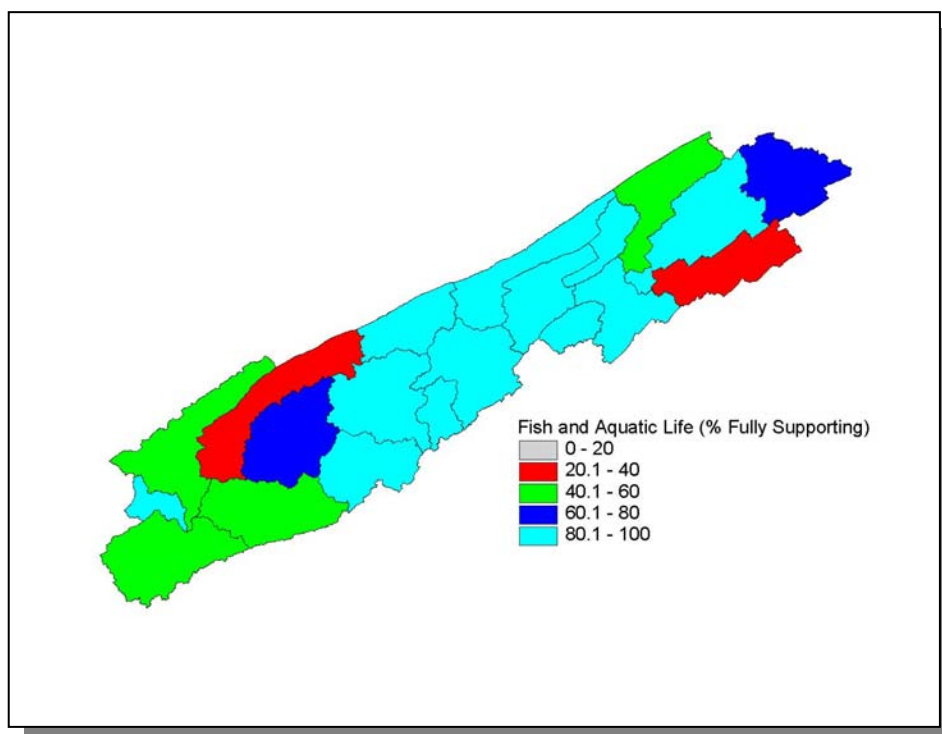 Fish and Aquatic Life (% Fully Supporting)
0 - 20
20.1 - 40
40.1 - 60
60.1 - 80
80.1 - 100